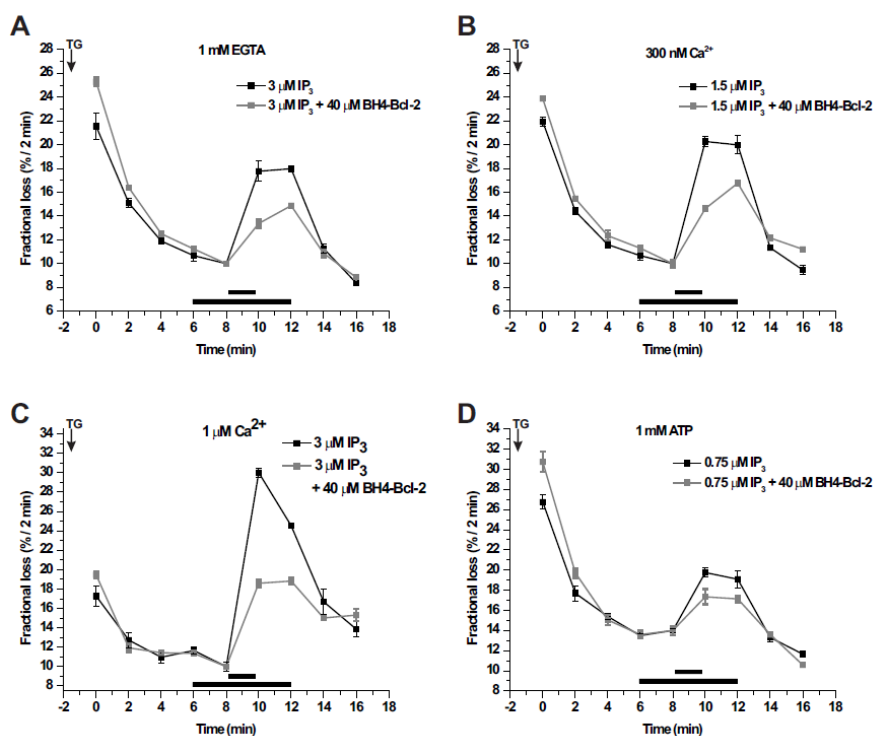 A
TG
1 mM EGTA
3 μM IP₃
3 μM IP₃ + 40 μM BH4-Bcl-2
Fractional loss (% / 2 min)
28
26
24
22
20
18
16
14
12
10
8
6
-2 0 2 4 6 8 10 12 14 16 18
Time (min)
B
TG
300 nM Ca²⁺
1.5 μM IP₃
1.5 μM IP₃ + 40 μM BH4-Bcl-2
Fractional loss (% / 2 min)
28
26
24
22
20
18
16
14
12
10
8
6
-2 0 2 4 6 8 10 12 14 16 18
Time (min)
C
TG
1 μM Ca²⁺
3 μM IP₃
3 μM IP₃
+ 40 μM BH4-Bcl-2
Fractional loss (% / 2 min)
34
32
30
28
26
24
22
20
18
16
14
12
10
8
-2 0 2 4 6 8 10 12 14 16 18
Time (min)
D
TG
1 mM ATP
0.75 μM IP₃
0.75 μM IP₃ + 40 μM BH4-Bcl-2
Fractional loss (% / 2 min)
34
32
30
28
26
24
22
20
18
16
14
12
10
8
-2 0 2 4 6 8 10 12 14 16 18
Time (min)